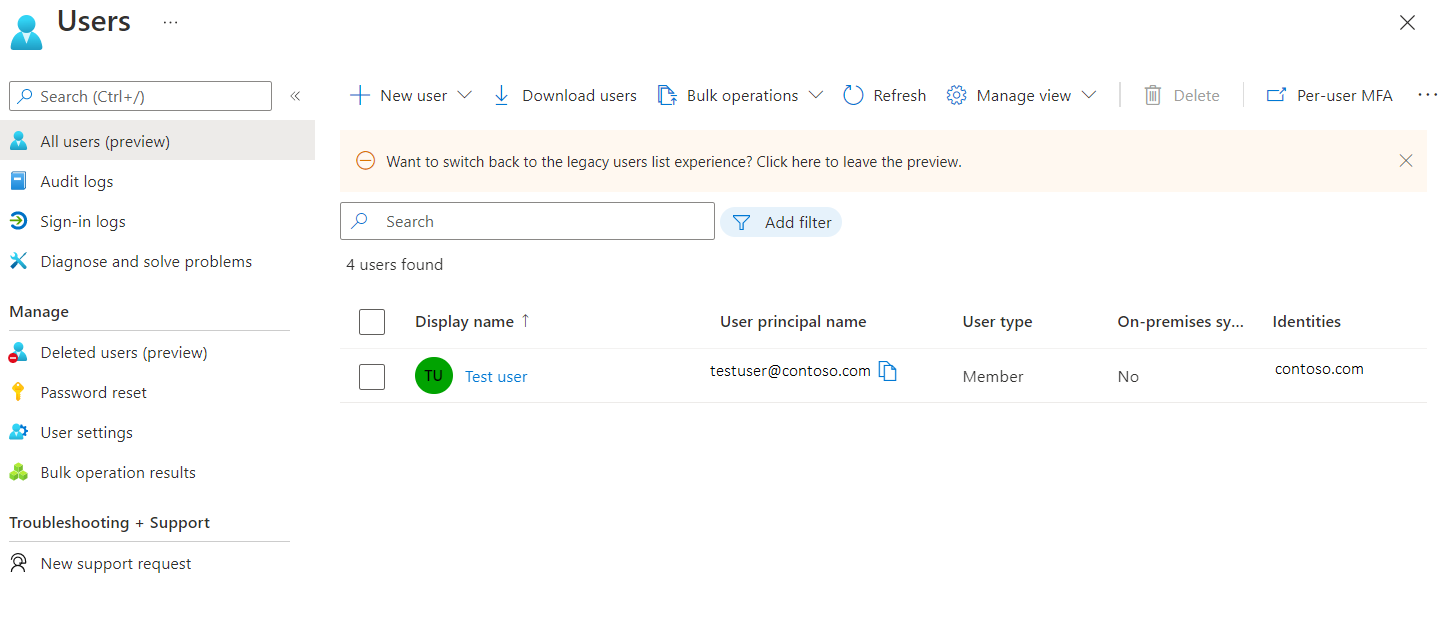 Users ...
Search (Ctrl+/) «
All users (preview)
Audit logs
Sign-in logs
Diagnose and solve problems
Manage
Deleted users (preview)
Password reset
User settings
Bulk operation results
Troubleshooting + Support
New support request
New user Download users Bulk operations Refresh Manage view Delete Per-user MFA ...
Want to switch back to the legacy users list experience? Click here to leave the preview.
Search Add filter
4 users found
Display name ↑ User principal name User type On-premises sy... Identities
TU Test user testuser@contoso.com Member No contoso.com